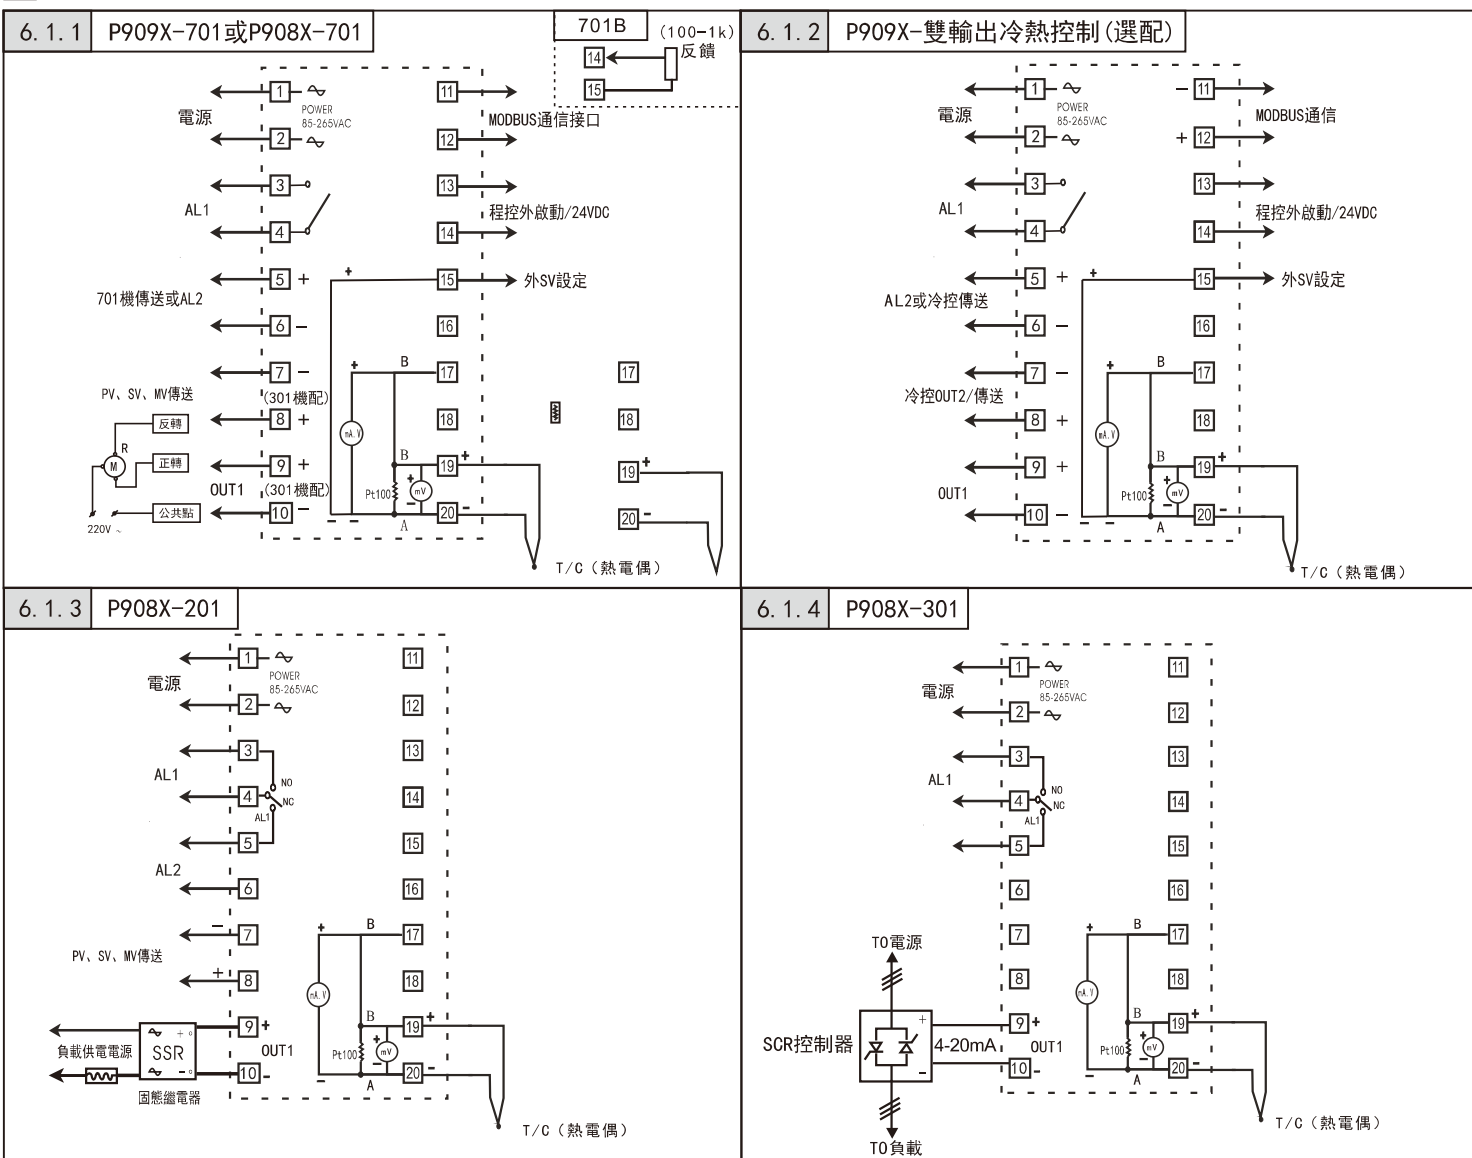 6.1.1 P909X-701或P908X-701
701B
(100-1k)
反饋
14
15
電源
1
POWER
85-265VAC
2
AL1
3
4
701機傳送或AL2
5 +
6 -
7 -
PV、SV、MV傳送
(301機配)
8 +
反轉
R
M
正轉
9 +
OUT1
(301機配)
公共點
10 -
220V ~
11
MODBUS通信接口
12
13
程控外啟動/24VDC
14
+
15
外SV設定
16
+
B
17
18
mA.V
B
19 +
Pt100
+
mV
-
20 -
- -
A
T/C(熱電偶)
17
18
19 +
20 -
6.1.2 P909X-雙輸出冷熱控制(選配)
電源
1
POWER
85-265VAC
2
AL1
3
4
AL2或冷控傳送
5 +
6 -
7 -
冷控OUT2/傳送
8 +
9 +
OUT1
10 -
- 11
MODBUS通信
+ 12
13
程控外啟動/24VDC
14
+
15
外SV設定
16
+
B
17
18
mA.V
B
19 +
Pt100
+
mV
-
20 -
- -
A
T/C(熱電偶)
6.1.3 P908X-201
電源
1
POWER
85-265VAC
2
3
AL1
NO
4
NC
AL1
5
AL2
6
- 7
PV、SV、MV傳送
+ 8
9 +
負載供電電源
SSR
+
-
OUT1
10 -
固態繼電器
11
12
13
14
15
16
+
B
17
18
mA.V
B
19 +
Pt100
+
mV
-
20 -
-
A
T/C(熱電偶)
6.1.4 P908X-301
電源
1
POWER
85-265VAC
2
3
AL1
NO
4
NC
AL1
5
6
7
TO電源
8
+
9 +
SCR控制器
4-20mA
OUT1
-
10 -
TO負載
11
12
13
14
15
16
+
B
17
18
mA.V
B
19 +
Pt100
+
mV
-
20 -
-
A
T/C(熱電偶)